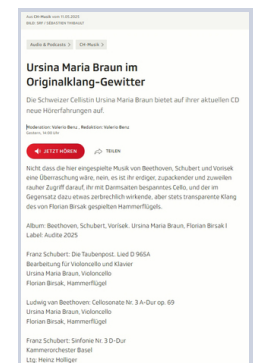 Aus CH-Musik vom 11.05.2025
BILD: SRF / SÉBASTIEN THIBAULT
Audio & Podcasts > CH-Musik >
Ursina Maria Braun im
Originalklang-Gewitter
Die Schweizer Cellistin Ursina Maria Braun bietet auf ihrer aktuellen CD
neue Hörerfahrungen auf.
Moderation: Valerio Benz , Redaktion: Valerio Benz
JETZT HÖREN
TEILEN
Nicht dass die hier eingespielte Musik von Beethoven, Schubert und Vorisek
eine Überraschung wäre, nein, es ist ihr erdiger, zupackender und zuweilen
rauher Zugriff darauf, ihr mit Darmsaiten bespanntes Cello, und der im
Gegensatz dazu etwas zerbrechlich wirkende, aber stets transparente Klang
des von Florian Birsak gespielten Hammerflügels.
Album: Beethoven, Schubert, Vorisek. Ursina Maria Braun, Florian Birsak I
Label: Audite 2025
Franz Schubert: Die Taubenpost. Lied D 965A
Bearbeitung für Violoncello und Klavier
Ursina Maria Braun, Violoncello
Florian Birsak, Hammerflügel
Ludwig van Beethoven: Cellosonate Nr. 3 A-Dur op. 69
Ursina Maria Braun, Violoncello
Florian Birsak, Hammerflügel
Franz Schubert: Sinfonie Nr. 3 D-Dur
Kammerorchester Basel
Ltg: Heinz Holliger